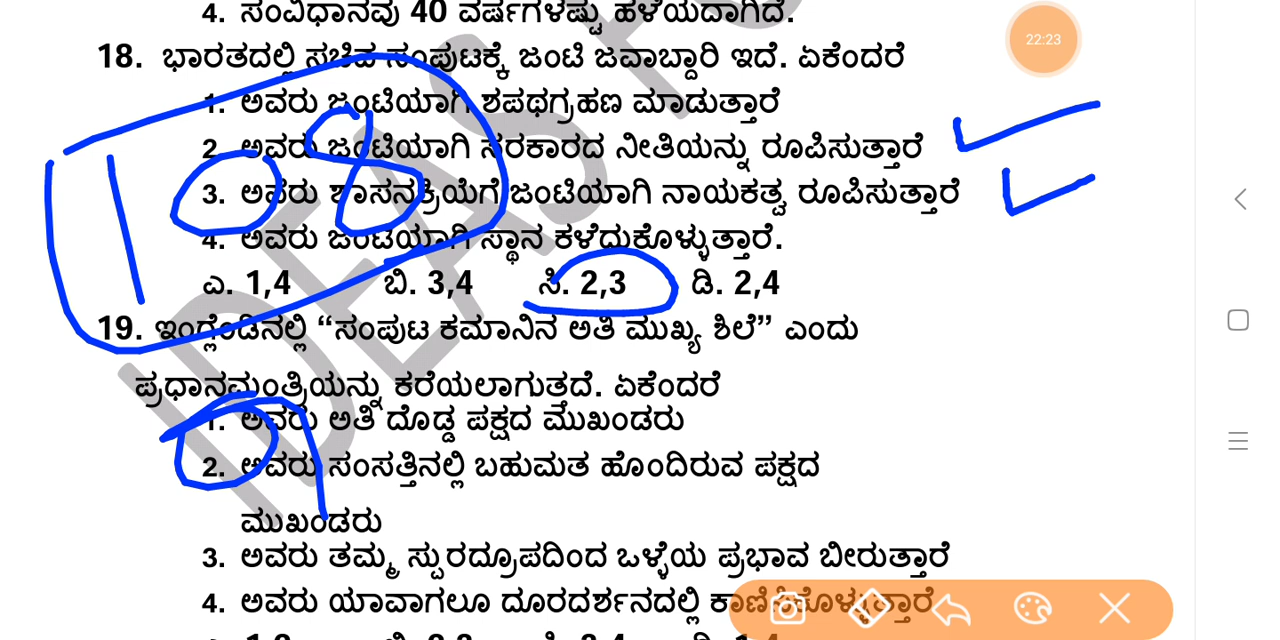 4. ಸಂವಿಧಾನವು 40 ವರ್ಷಗಳಷ್ಟು ಹಳೆಯದಾಗಿದೆ.
22:23
18. ಭಾರತದಲ್ಲಿ ಸಚಿವ ಸಂಪುಟಕ್ಕೆ ಜಂಟಿ ಜವಾಬ್ದಾರಿ ಇದೆ. ಏಕೆಂದರೆ
1. ಅವರು ಜಂಟಿಯಾಗಿ ಶಪಥಗ್ರಹಣ ಮಾಡುತ್ತಾರೆ
2. ಅವರು ಜಂಟಿಯಾಗಿ ಸರಕಾರದ ನೀತಿಯನ್ನು ರೂಪಿಸುತ್ತಾರೆ
3. ಅವರು ಶಾಸನಕ್ರಿಯೆಗೆ ಜಂಟಿಯಾಗಿ ನಾಯಕತ್ವ ರೂಪಿಸುತ್ತಾರೆ
4. ಅವರು ಜಂಟಿಯಾಗಿ ಸ್ಥಾನ ಕಳೆದುಕೊಳ್ಳುತ್ತಾರೆ.
108
ಎ. 1,4 ಬಿ. 3,4 ಸಿ. 2,3 ಡಿ. 2,4
19. ಇಂಗ್ಲೆಂಡಿನಲ್ಲಿ “ಸಂಪುಟ ಕಮಾನಿನ ಅತಿ ಮುಖ್ಯ ಶಿಲೆ” ಎಂದು
ಪ್ರಧಾನಮಂತ್ರಿಯನ್ನು ಕರೆಯಲಾಗುತ್ತದೆ. ಏಕೆಂದರೆ
1. ಅವರು ಅತಿ ದೊಡ್ಡ ಪಕ್ಷದ ಮುಖಂಡರು
2. ಅವರು ಸಂಸತ್ತಿನಲ್ಲಿ ಬಹುಮತ ಹೊಂದಿರುವ ಪಕ್ಷದ
ಮುಖಂಡರು
3. ಅವರು ತಮ್ಮ ಸ್ಪುರದ್ರೂಪದಿಂದ ಒಳ್ಳೆಯ ಪ್ರಭಾವ ಬೀರುತ್ತಾರೆ
4. ಅವರು ಯಾವಾಗಲೂ ದೂರದರ್ಶನದಲ್ಲಿ ಕಾಣಿಸಿಕೊಳ್ಳುತ್ತಾರೆ